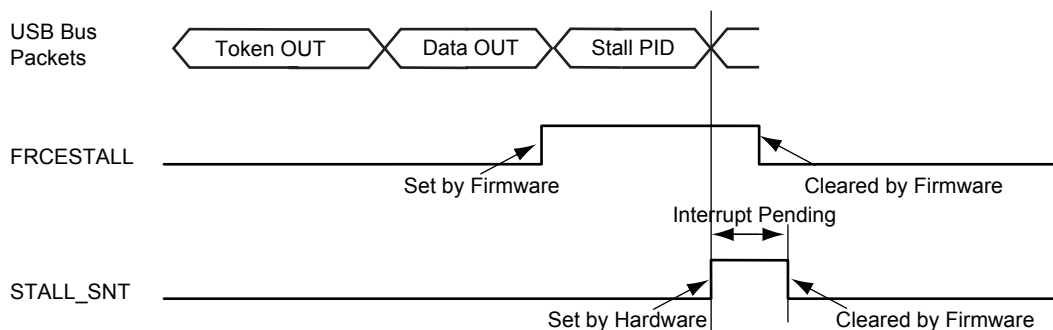 USB Bus
Packets
Token OUT
Data OUT
Stall PID
FRCESTALL
Set by Firmware
Cleared by Firmware
Interrupt Pending
STALL_SNT
Set by Hardware
Cleared by Firmware